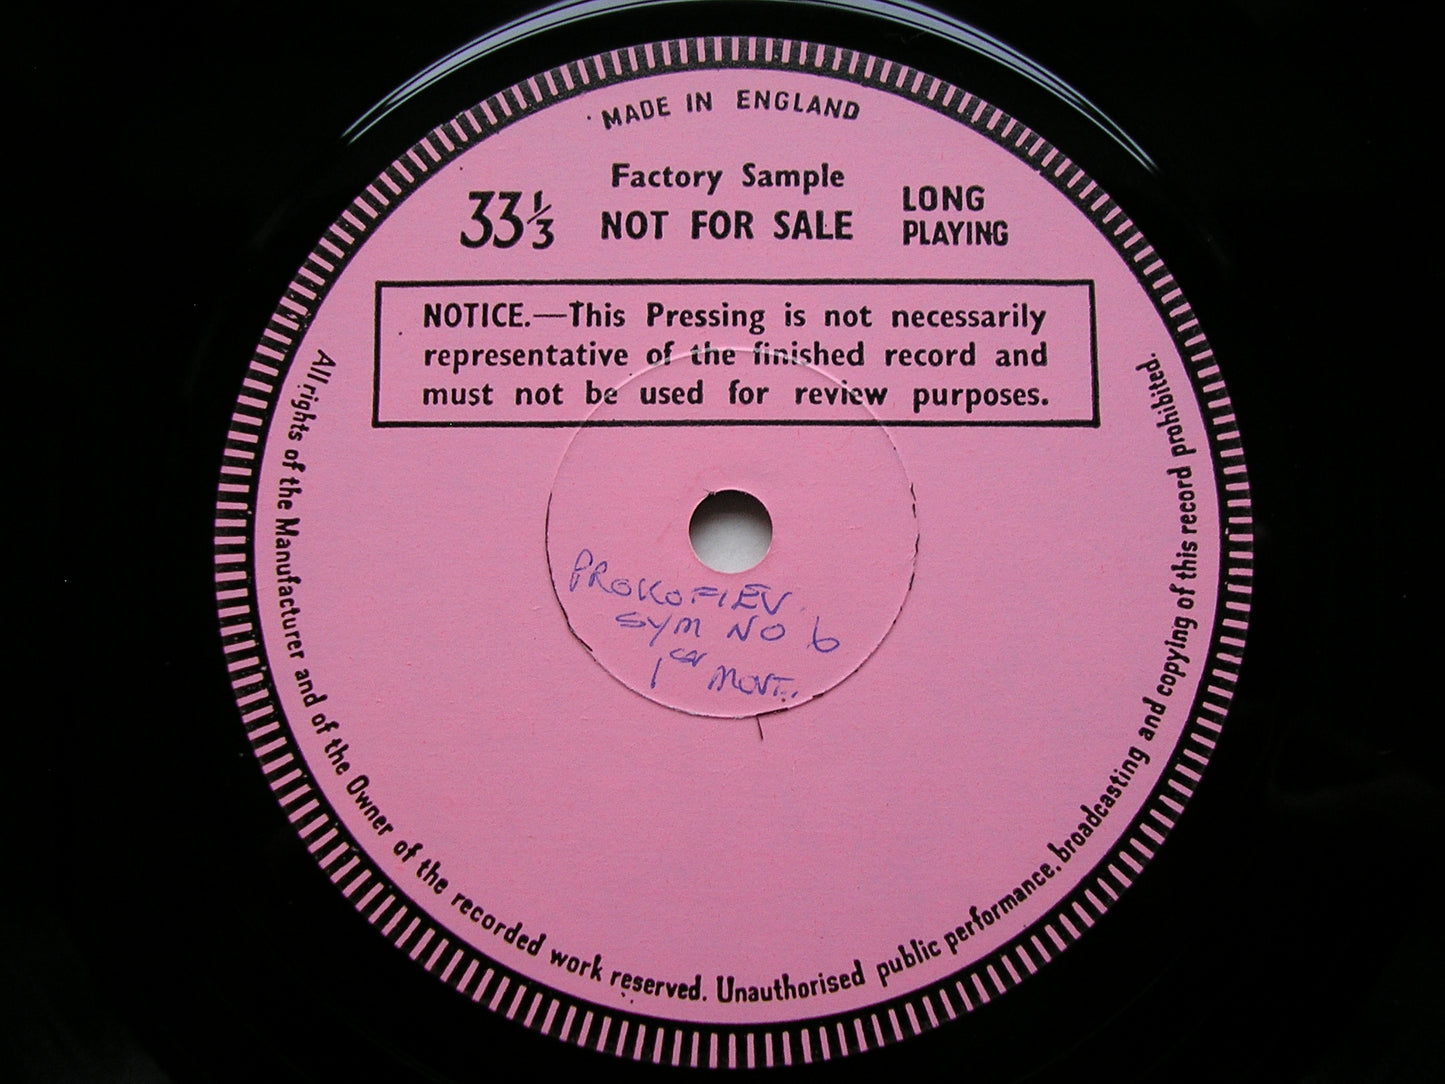 MADE IN ENGLAND
Factory Sample
NOT FOR SALE
33⅓
LONG
PLAYING
NOTICE.—This Pressing is not necessarily
representative of the finished record and
must not be used for review purposes.
PROKOFIEV.
SYM NO 6
1st MOVT..
All rights of the Manufacturer and of the Owner of the recorded work reserved. Unauthorised public performance, broadcasting and copying of this record prohibited.